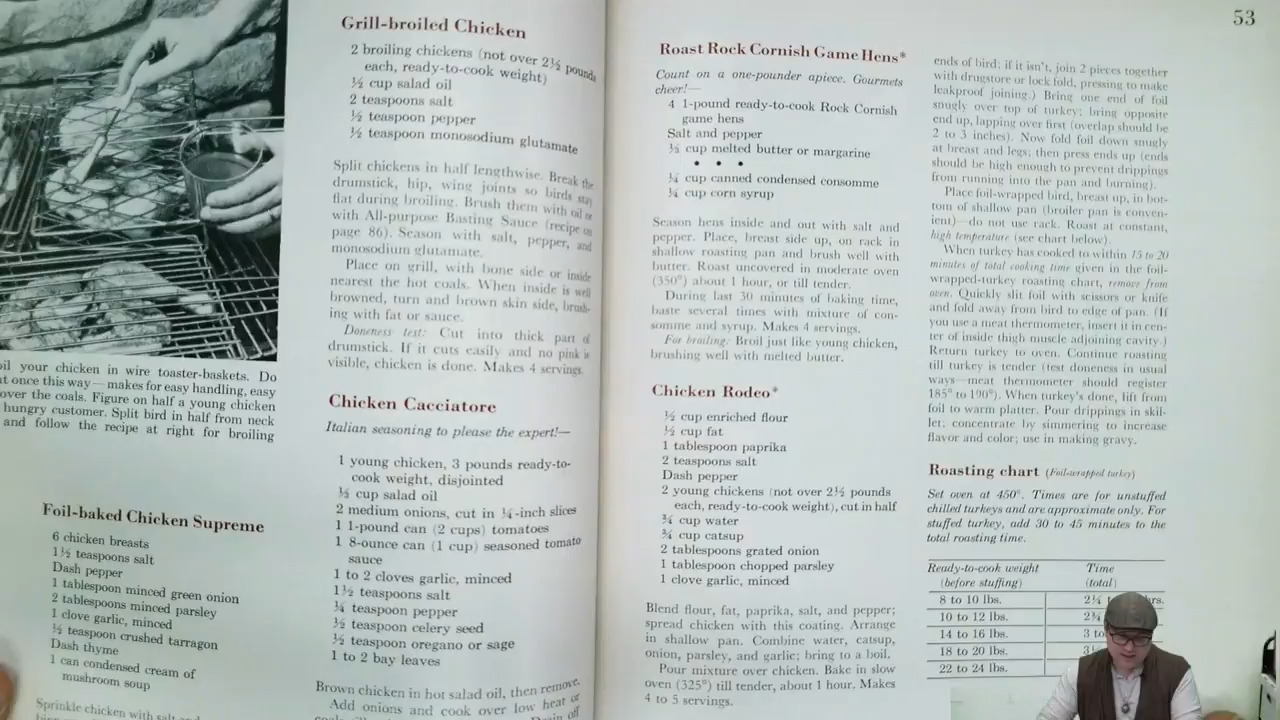 53
oil your chicken in wire toaster-baskets. Do
at once this way—makes for easy handling, easy
over the coals. Figure on half a young chicken
hungry customer. Split bird in half from neck
and follow the recipe at right for broiling
Foil-baked Chicken Supreme
6 chicken breasts
1½ teaspoons salt
Dash pepper
1 tablespoon minced green onion
2 tablespoons minced parsley
1 clove garlic, minced
½ teaspoon crushed tarragon
Dash thyme
1 can condensed cream of
mushroom soup
Sprinkle chicken with salt and
Grill-broiled Chicken
2 broiling chickens (not over 2½ pounds
each, ready-to-cook weight)
½ cup salad oil
2 teaspoons salt
½ teaspoon pepper
½ teaspoon monosodium glutamate
Split chickens in half lengthwise. Break the
drumstick, hip, wing joints so birds stay
flat during broiling. Brush them with oil or
with All-purpose Basting Sauce (recipe on
page 86). Season with salt, pepper, and
monosodium glutamate.
Place on grill, with bone side or inside
nearest the hot coals. When inside is well
browned, turn and brown skin side, brush-
ing with fat or sauce.
Doneness test: Cut into thick part of
drumstick. If it cuts easily and no pink is
visible, chicken is done. Makes 4 servings.
Chicken Cacciatore
Italian seasoning to please the expert!—
1 young chicken, 3 pounds ready-to-
cook weight, disjointed
cup salad oil
2 medium onions, cut in ¼-inch slices
1 1-pound can (2 cups) tomatoes
1 8-ounce can (1 cup) seasoned tomato
sauce
1 to 2 cloves garlic, minced
1½ teaspoons salt
¼ teaspoon pepper
½ teaspoon celery seed
½ teaspoon oregano or sage
1 to 2 bay leaves
Brown chicken in hot salad oil, then remove.
Add onions and cook over low heat or
Roast Rock Cornish Game Hens*
Count on a one-pounder apiece. Gourmets
cheer!—
4 1-pound ready-to-cook Rock Cornish
game hens
Salt and pepper
⅓ cup melted butter or margarine
• • •
¼ cup canned condensed consomme
¼ cup corn syrup
Season hens inside and out with salt and
pepper. Place, breast side up, on rack in
shallow roasting pan and brush well with
butter. Roast uncovered in moderate oven
(350°) about 1 hour, or till tender.
During last 30 minutes of baking time,
baste several times with mixture of con-
somme and syrup. Makes 4 servings.
For broiling: Broil just like young chicken,
brushing well with melted butter.
Chicken Rodeo*
½ cup enriched flour
½ cup fat
1 tablespoon paprika
2 teaspoons salt
Dash pepper
2 young chickens (not over 2½ pounds
each, ready-to-cook weight), cut in half
¾ cup water
¾ cup catsup
2 tablespoons grated onion
1 tablespoon chopped parsley
1 clove garlic, minced
Blend flour, fat, paprika, salt, and pepper;
spread chicken with this coating. Arrange
in shallow pan. Combine water, catsup,
onion, parsley, and garlic; bring to a boil.
Pour mixture over chicken. Bake in slow
oven (325°) till tender, about 1 hour. Makes
4 to 5 servings.
ends of bird; if it isn't, join 2 pieces together
with drugstore or lock fold, pressing to make
leakproof joining.) Bring one end of foil
snugly over top of turkey; bring opposite
end up, lapping over first (overlap should be
2 to 3 inches). Now fold foil down snugly
at breast and legs; then press ends up (ends
should be high enough to prevent drippings
from running into the pan and burning).
Place foil-wrapped bird, breast up, in bot-
tom of shallow pan (broiler pan is conven-
ient)—do not use rack. Roast at constant,
high temperature (see chart below).
When turkey has cooked to within 15 to 20
minutes of total cooking time given in the foil-
wrapped-turkey roasting chart, remove from
oven. Quickly slit foil with scissors or knife
and fold away from bird to edge of pan. (If
you use a meat thermometer, insert it in cen-
ter of inside thigh muscle adjoining cavity.)
Return turkey to oven. Continue roasting
till turkey is tender (test doneness in usual
ways—meat thermometer should register
185° to 190°). When turkey's done, lift from
foil to warm platter. Pour drippings in skil-
let; concentrate by simmering to increase
flavor and color; use in making gravy.
Roasting chart (Foil-wrapped turkey)
Set oven at 450°. Times are for unstuffed
chilled turkeys and are approximate only. For
stuffed turkey, add 30 to 45 minutes to the
total roasting time.
Ready-to-cook weight Time
(before stuffing) (total)
8 to 10 lbs. 2¼ hrs.
10 to 12 lbs. 2¾
14 to 16 lbs. 3 to
18 to 20 lbs.
22 to 24 lbs.